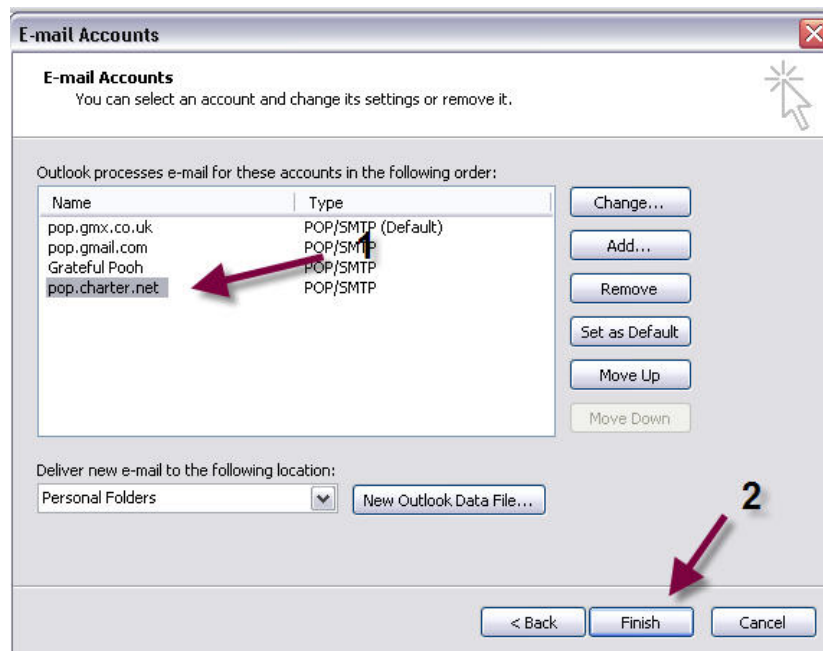 E-mail Accounts
E-mail Accounts
You can select an account and change its settings or remove it.
Outlook processes e-mail for these accounts in the following order:
Name Type
pop.gmx.co.uk POP/SMTP (Default)
pop.gmail.com POP/SMTP
1
Grateful Pooh POP/SMTP
pop.charter.net POP/SMTP
Change...
Add...
Remove
Set as Default
Move Up
Move Down
Deliver new e-mail to the following location:
Personal Folders New Outlook Data File...
2
< Back Finish Cancel